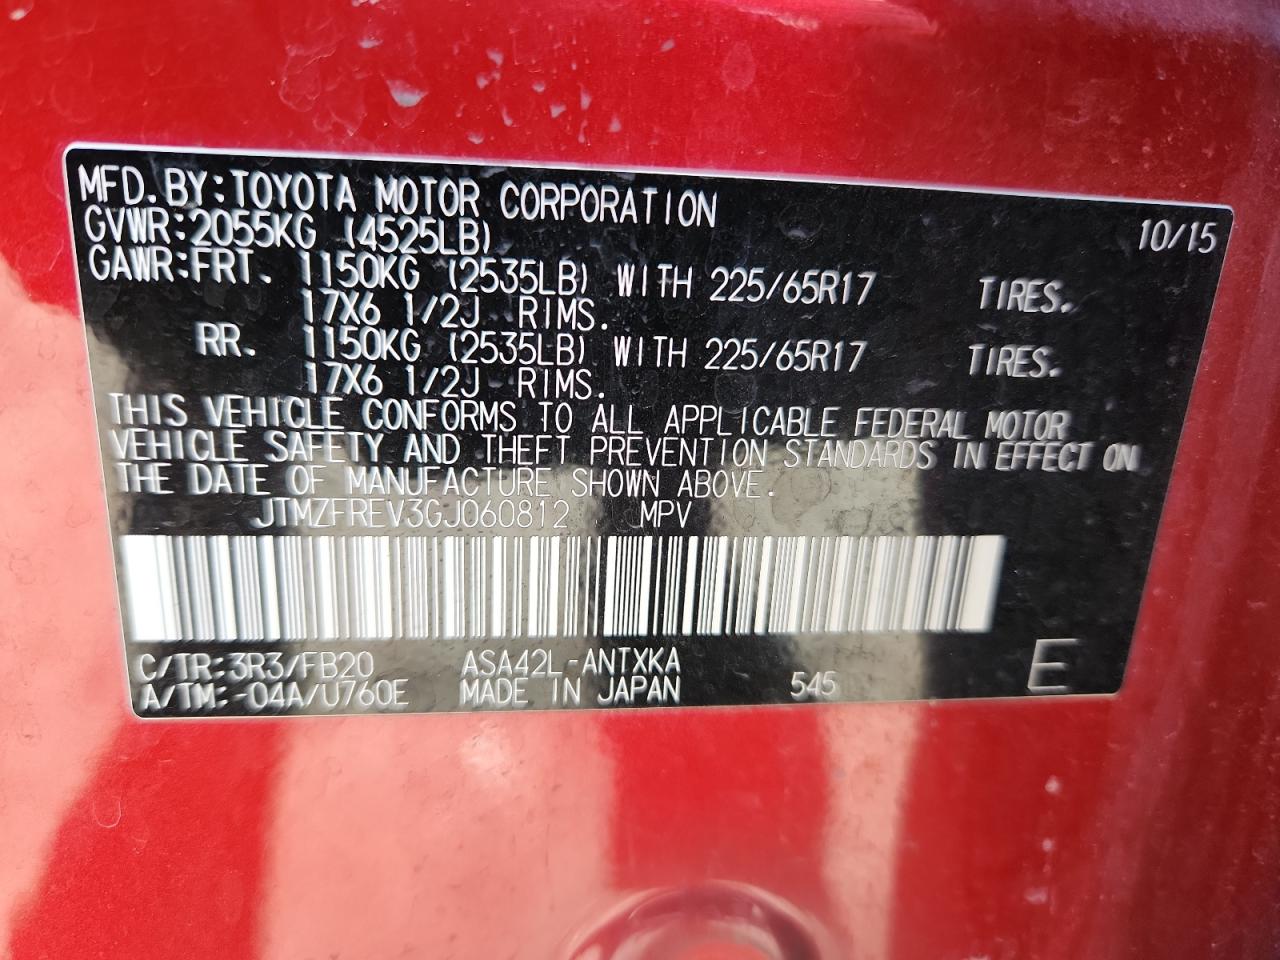 MFD. BY: TOYOTA MOTOR CORPORATION 10/15
GVWR: 2055KG (4525LB)
GAWR: FRT. 1150KG (2535LB) WITH 225/65R17 TIRES.
17X6 1/2J RIMS.
RR. 1150KG (2535LB) WITH 225/65R17 TIRES.
17X6 1/2J RIMS.
THIS VEHICLE CONFORMS TO ALL APPLICABLE FEDERAL MOTOR
VEHICLE SAFETY AND THEFT PREVENTION STANDARDS IN EFFECT ON
THE DATE OF MANUFACTURE SHOWN ABOVE.
JTMZFREV3GJ060812 MPV
C/TR: 3R3/FB20 ASA42L-ANTXKA
A/TM: -04A/U760E MADE IN JAPAN 545 E